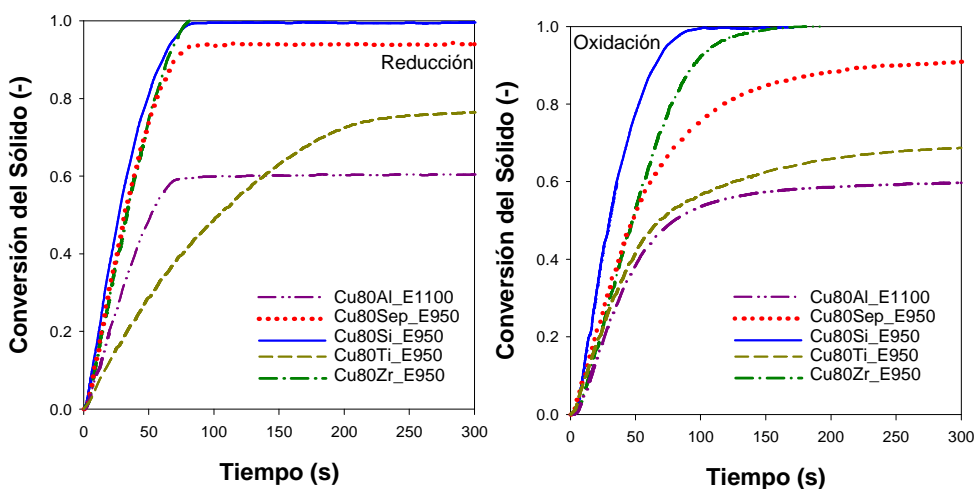 Conversión del Sólido (-)
1.0
0.8
0.6
0.4
0.2
0.0
Reducción
Cu80Al_E1100
Cu80Sep_E950
Cu80Si_E950
Cu80Ti_E950
Cu80Zr_E950
0 50 100 150 200 250 300
Tiempo (s)
Conversión del Sólido (-)
1.0
0.8
0.6
0.4
0.2
0.0
Oxidación
Cu80Al_E1100
Cu80Sep_E950
Cu80Si_E950
Cu80Ti_E950
Cu80Zr_E950
0 50 100 150 200 250 300
Tiempo (s)